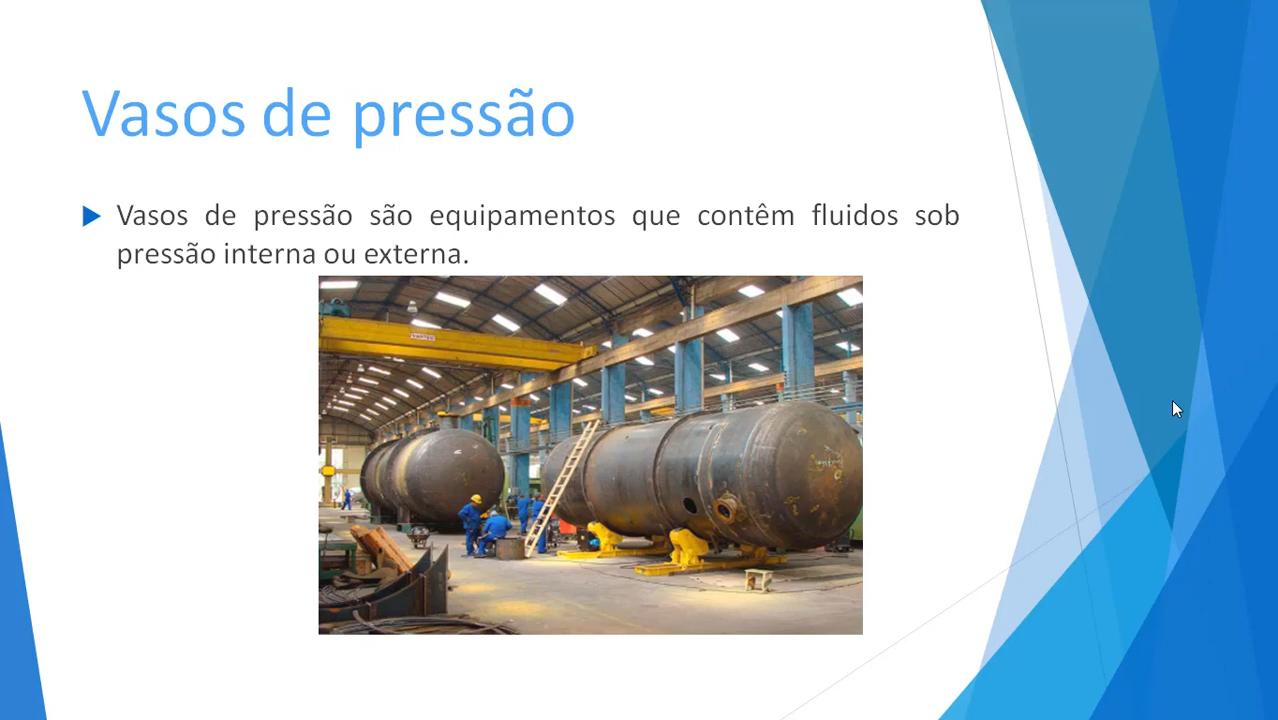 Vasos de pressão
Vasos de pressão são equipamentos que contêm fluidos sob
pressão interna ou externa.